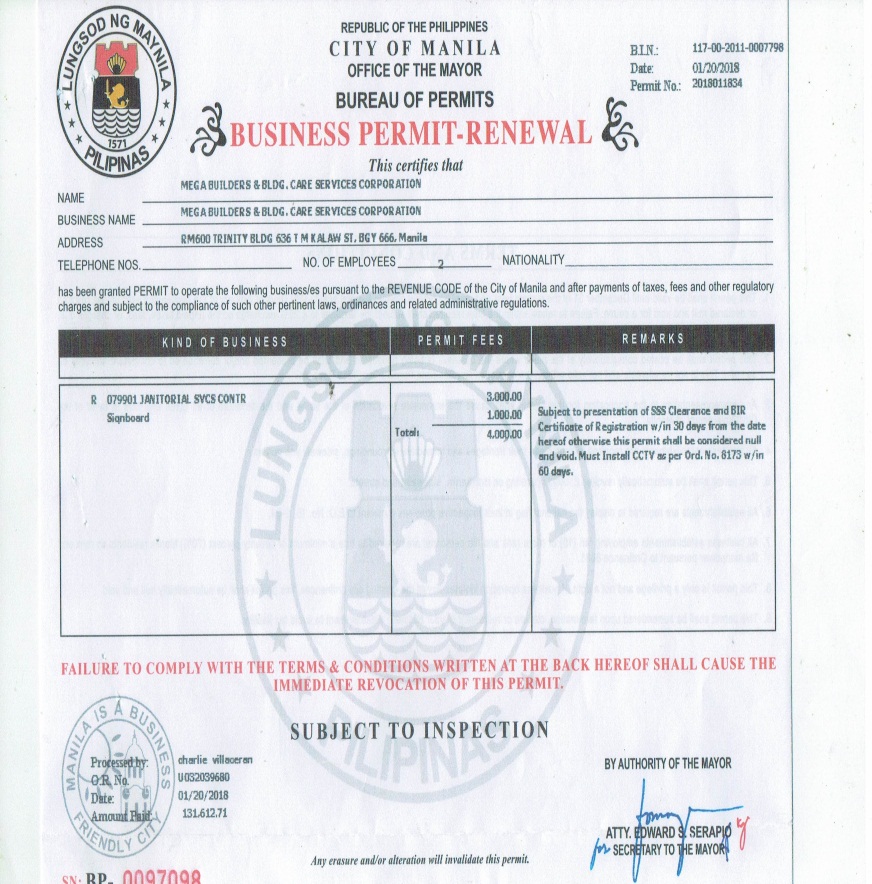 LUNGSOD NG MAYNILA
1571
PILIPINAS
REPUBLIC OF THE PHILIPPINES
CITY OF MANILA
OFFICE OF THE MAYOR
BUREAU OF PERMITS
BUSINESS PERMIT-RENEWAL
This certifies that
B.I.N.: 117-00-2011-0007798
Date: 01/20/2018
Permit No.: 2018011834
NAME MEGA BUILDERS & BLDG. CARE SERVICES CORPORATION
BUSINESS NAME MEGA BUILDERS & BLDG. CARE SERVICES CORPORATION
ADDRESS RM600 TRINITY BLDG 636 T M KALAW ST, BGY 666, Manila
TELEPHONE NOS. NO. OF EMPLOYEES 2 NATIONALITY
has been granted PERMIT to operate the following business/es pursuant to the REVENUE CODE of the City of Manila and after payments of taxes, fees and other regulatory
charges and subject to the compliance of such other pertinent laws, ordinances and related administrative regulations.
KIND OF BUSINESS PERMIT FEES REMARKS
R 079901 JANITORIAL SVCS CONTR 3.000.00
Signboard 1.000.00
Total: 4.000.00
Subject to presentation of SSS Clearance and BIR
Certificate of Registration w/in 30 days from the date
hereof otherwise this permit shall be considered null
and void. Must Install CCTV as per Ord. No. 8173 w/in
60 days.
LUNGSOD NG MAYNILA
PILIPINAS
FAILURE TO COMPLY WITH THE TERMS & CONDITIONS WRITTEN AT THE BACK HEREOF SHALL CAUSE THE
IMMEDIATE REVOCATION OF THIS PERMIT.
SUBJECT TO INSPECTION
MANILA IS A BUSINESS
FRIENDLY CITY
Processed by: charlie villaceran
O.R. No. U032039680
Date: 01/20/2018
Amount Paid: 131.612.71
BY AUTHORITY OF THE MAYOR
ATTY. EDWARD S. SERAPIO
for SECRETARY TO THE MAYOR
Any erasure and/or alteration will invalidate this permit.
SN: BP- 0097098